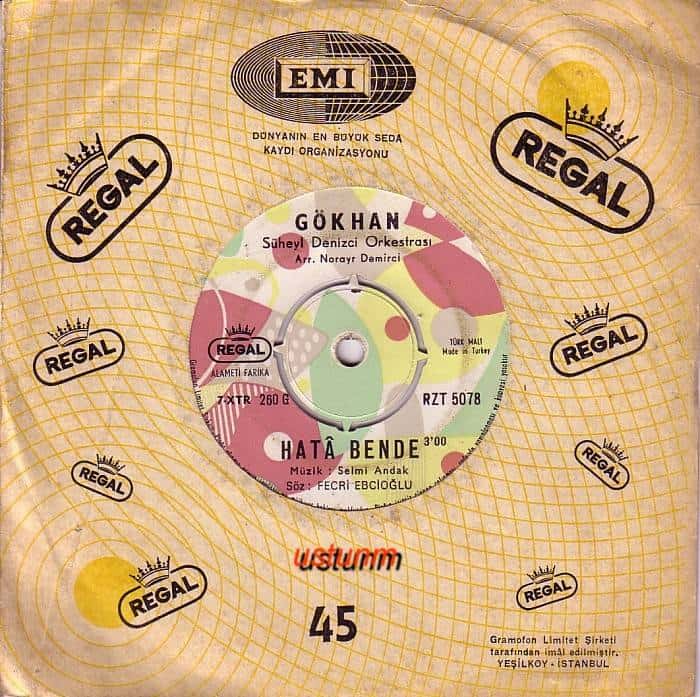 EMI
DÜNYANIN EN BÜYÜK SEDA
KAYDI ORGANİZASYONU
REGAL
REGAL
GÖKHAN
Süheyl Denizci Orkestrası
Arr. Norayr Demirci
REGAL
REGAL
REGAL
ALAMETİ FARİKA
TÜRK MALI
Made in Turkey
7-XTR 260 G
RZT 5078
HATÂ BENDE 3'00
Müzik : Selmi Andak
Söz : FECRİ EBCİOĞLU
REGAL
REGAL
ustunm
REGAL
REGAL
45
Gramofon Limitet Şirketi
tarafından imâl edilmiştir.
YEŞİLKÖY - İSTANBUL